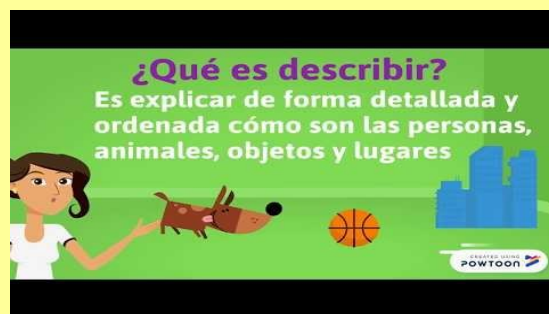 ¿Qué es describir?
Es explicar de forma detallada y
ordenada cómo son las personas,
animales, objetos y lugares
CREATED USING
POWTOON